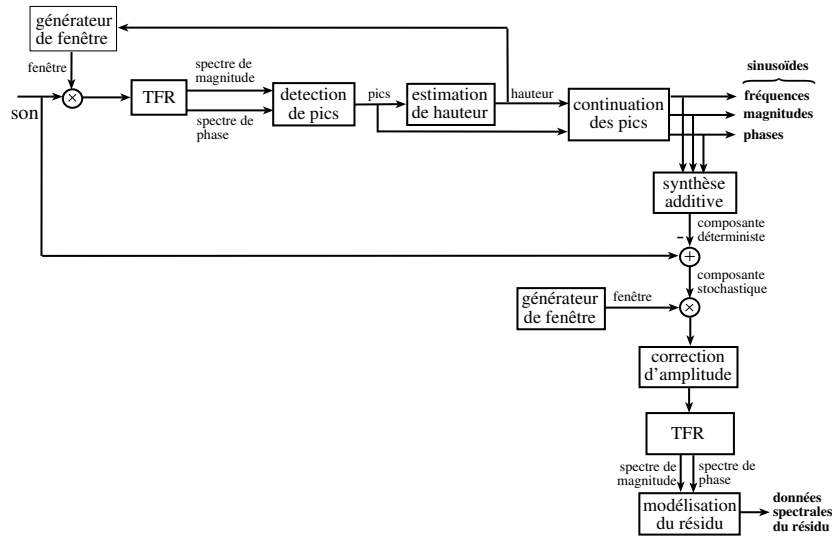 générateur
de fenêtre
fenêtre
son
×
TFR
spectre de
magnitude
spectre de
phase
detection
de pics
pics
estimation
de hauteur
hauteur
continuation
des pics
sinusoïdes
fréquences
magnitudes
phases
synthèse
additive
composante
déterministe
−
+
composante
stochastique
générateur
de fenêtre
fenêtre
×
correction
d'amplitude
TFR
spectre de
magnitude
spectre de
phase
modélisation
du résidu
données
spectrales
du résidu